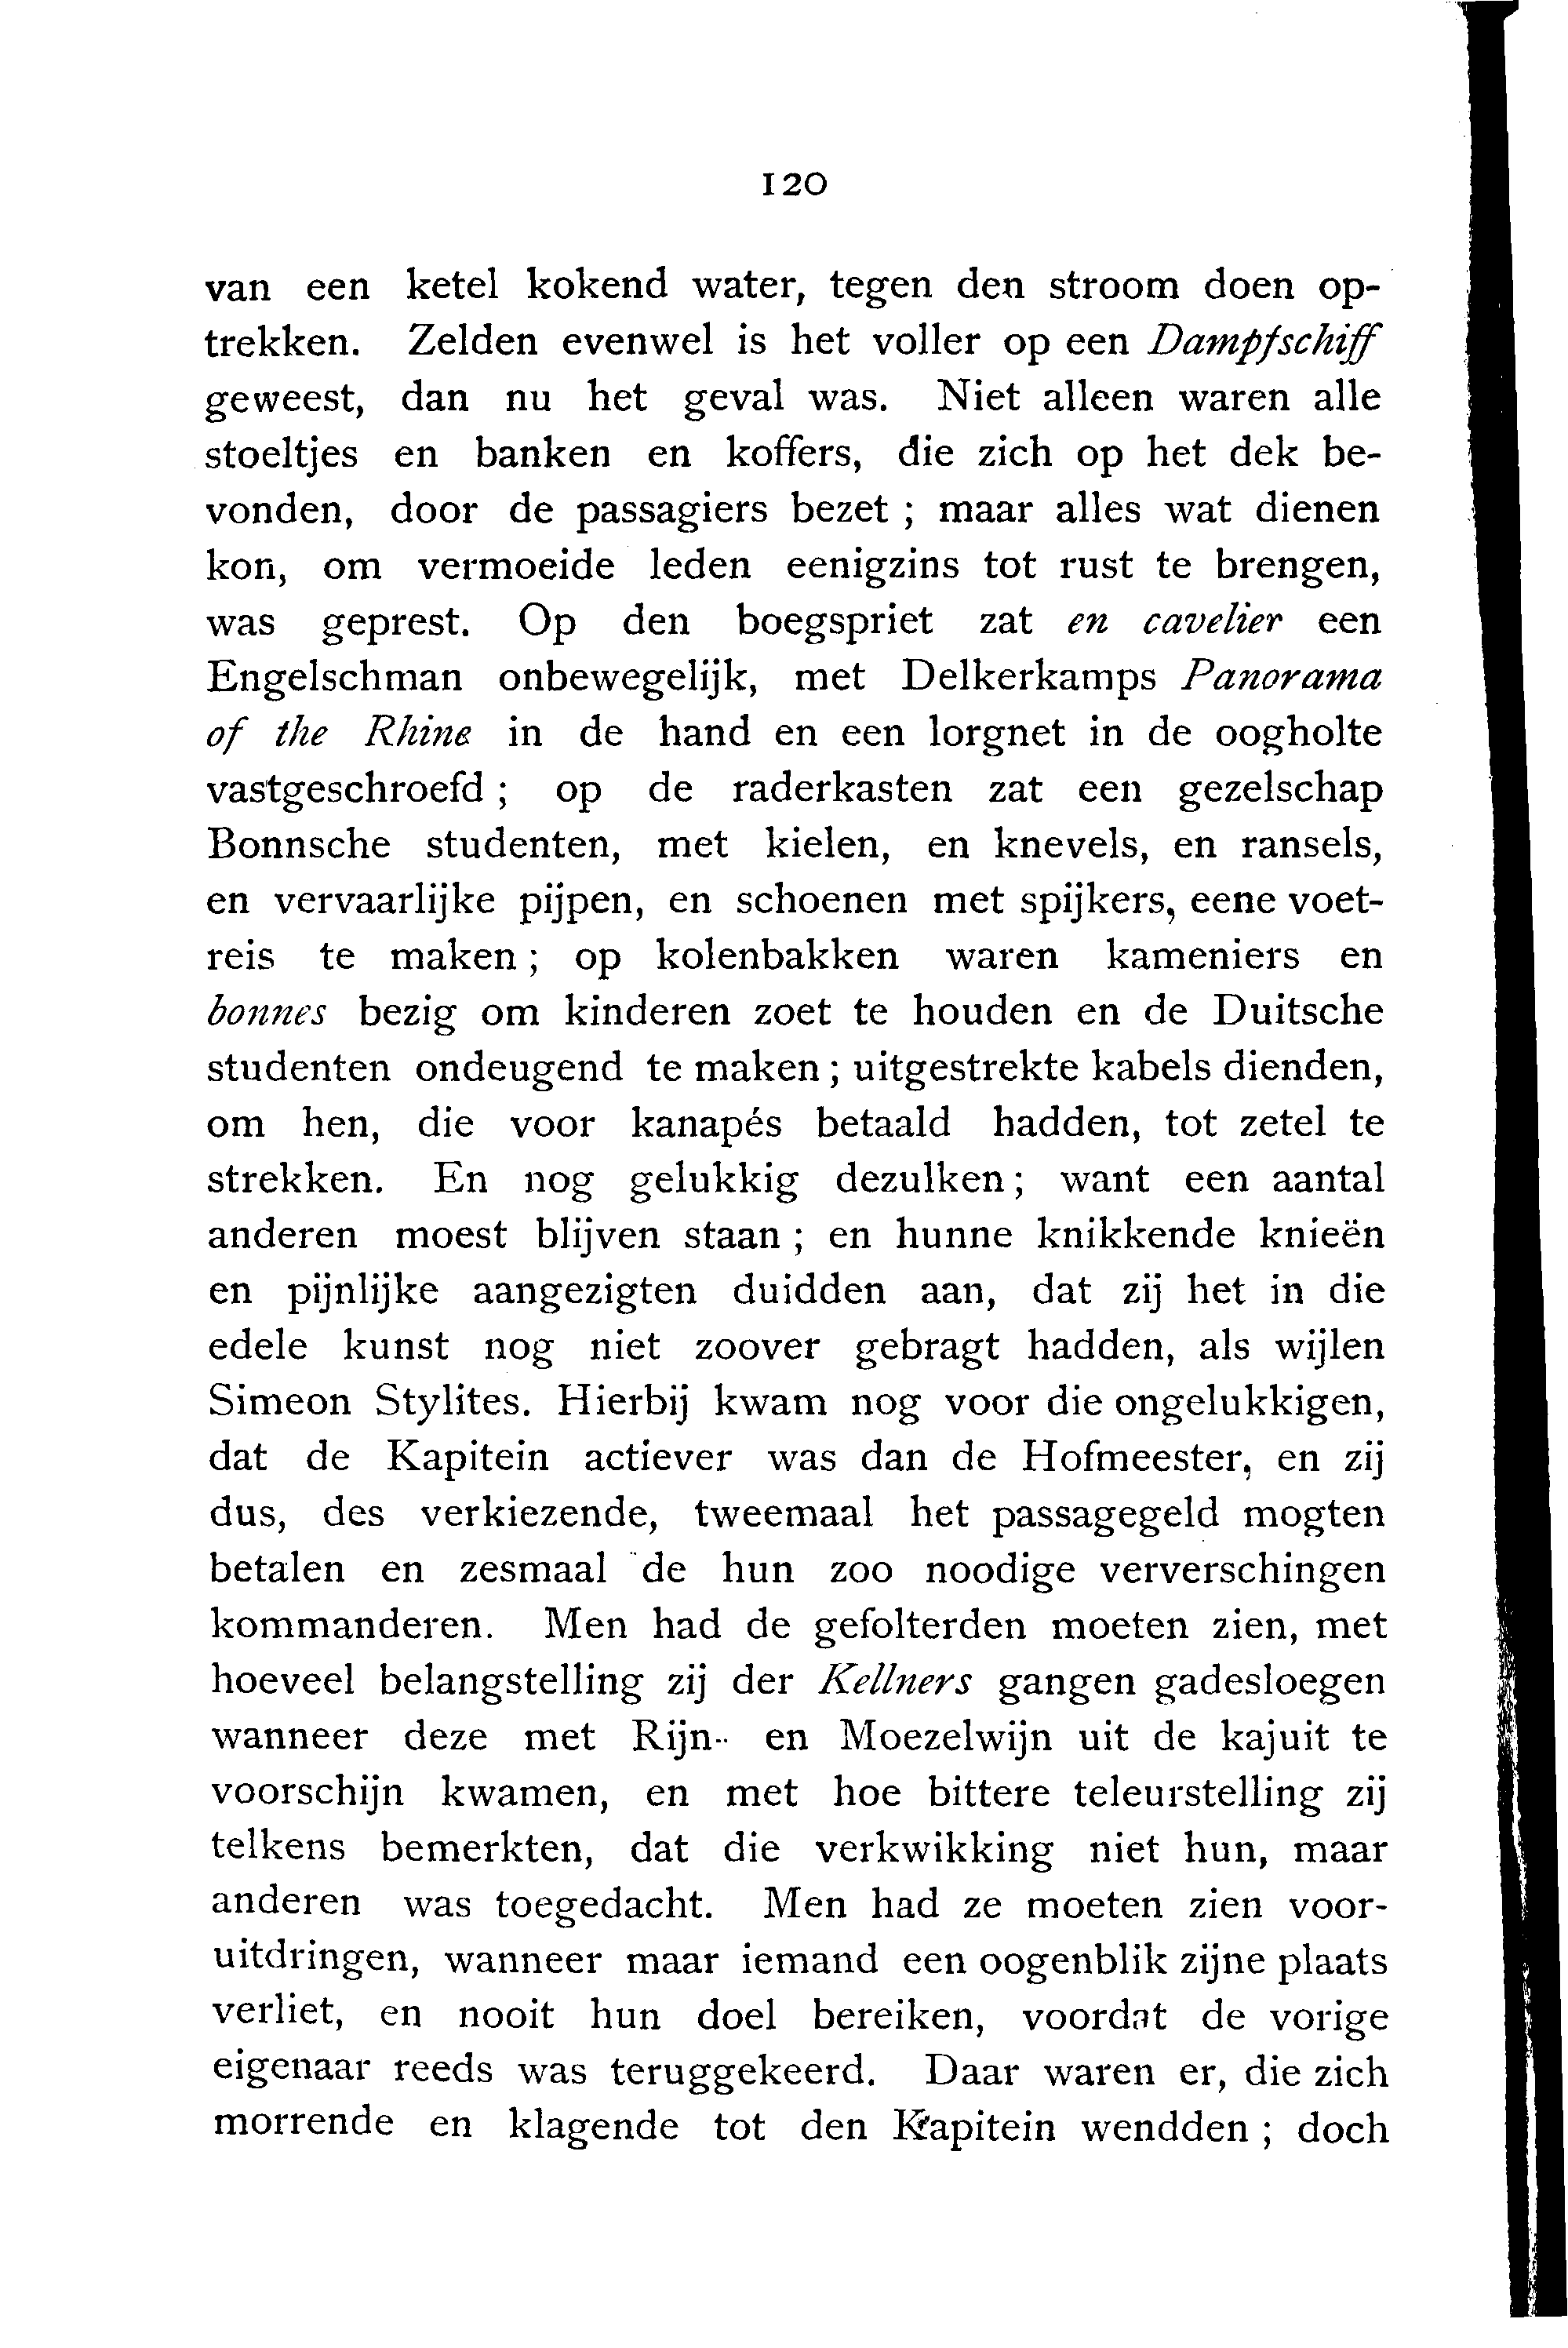 120
van een ketel kokend water, tegen den stroom doen op-
trekken. Zelden evenwel is het voller op een Dampfschiff
geweest, dan nu het geval was. Niet alleen waren alle
stoeltjes en banken en koffers, die zich op het dek be-
vonden, door de passagiers bezet ; maar alles wat dienen
kon, om vermoeide leden eenigzins tot rust te brengen,
was geprest. Op den boegspriet zat en cavelier een
Engelschman onbewegelijk, met Delkerkamps Panorama
of the Rhine in de hand en een lorgnet in de oogholte
vastgeschroefd ; op de raderkasten zat een gezelschap
Bonnsche studenten, met kielen, en knevels, en ransels,
en vervaarlijke pijpen, en schoenen met spijkers, eene voet-
reis te maken ; op kolenbakken waren kameniers en
bonnes bezig om kinderen zoet te houden en de Duitsche
studenten ondeugend te maken ; uitgestrekte kabels dienden,
om hen, die voor kanapés betaald hadden, tot zetel te
strekken. En nog gelukkig dezulken ; want een aantal
anderen moest blijven staan ; en hunne knikkende knieën
en pijnlijke aangezigten duidden aan, dat zij het in die
edele kunst nog niet zoover gebragt hadden, als wijlen
Simeon Stylites. Hierbij kwam nog voor die ongelukkigen,
dat de Kapitein actiever was dan de Hofmeester, en zij
dus, des verkiezende, tweemaal het passagegeld mogten
betalen en zesmaal de hun zoo noodige ververschingen
kommanderen. Men had de gefolterden moeten zien, met
hoeveel belangstelling zij der Kellners gangen gadesloegen
wanneer deze met Rijn- en Moezelwijn uit de kajuit te
voorschijn kwamen, en met hoe bittere teleurstelling zij
telkens bemerkten, dat die verkwikking niet hun, maar
anderen was toegedacht. Men had ze moeten zien voor-
uitdringen, wanneer maar iemand een oogenblik zijne plaats
verliet, en nooit hun doel bereiken, voordat de vorige
eigenaar reeds was teruggekeerd. Daar waren er, die zich
morrende en klagende tot den Kapitein wendden ; doch